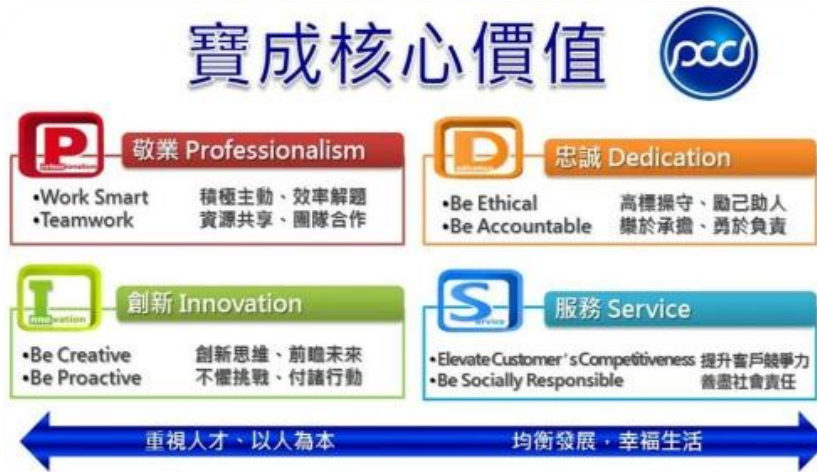 寶成核心價值
pcc
P
Professionalism
敬業 Professionalism
•Work Smart 積極主動、效率解題
•Teamwork 資源共享、團隊合作
D
Dedication
忠誠 Dedication
•Be Ethical 高標操守、勵己助人
•Be Accountable 樂於承擔、勇於負責
I
nnovation
創新 Innovation
•Be Creative 創新思維、前瞻未來
•Be Proactive 不懼挑戰、付諸行動
S
ervice
服務 Service
•Elevate Customer's Competitiveness 提升客戶競爭力
•Be Socially Responsible 善盡社會責任
重視人才、以人為本 均衡發展．幸福生活